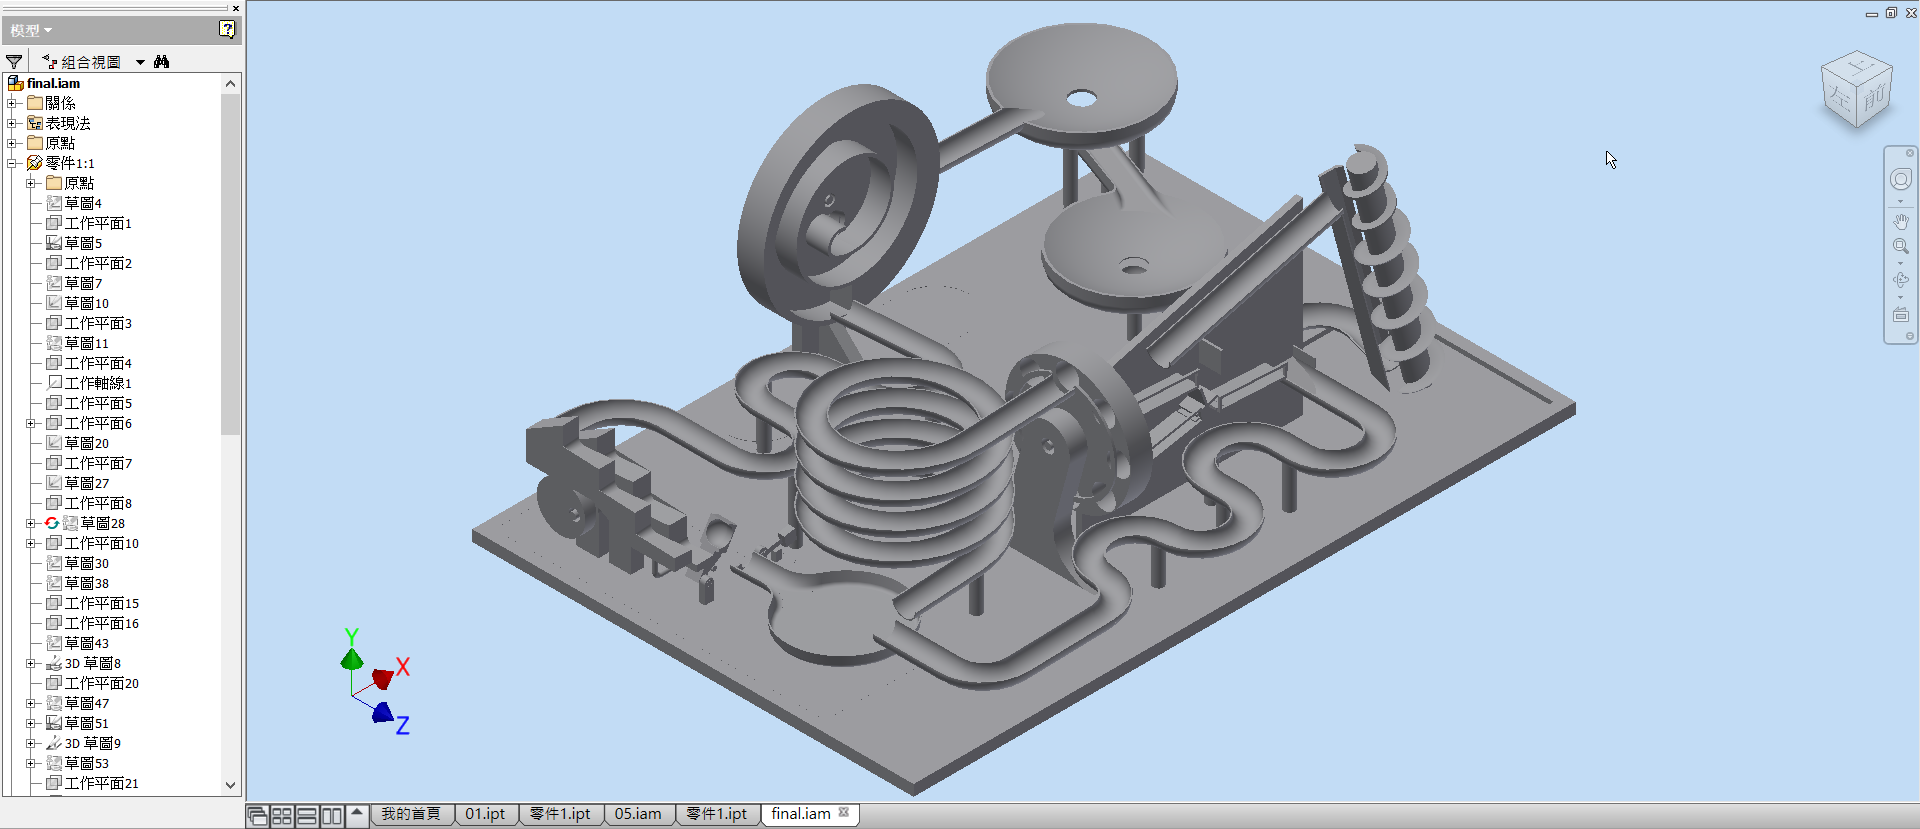 模型
組合視圖
final.iam
關係
表現法
原點
零件1:1
原點
草圖4
工作平面1
草圖5
工作平面2
草圖7
草圖10
工作平面3
草圖11
工作平面4
工作軸線1
工作平面5
工作平面6
草圖20
工作平面7
草圖27
工作平面8
草圖28
工作平面10
草圖30
草圖38
工作平面15
工作平面16
草圖43
3D 草圖8
工作平面20
草圖47
草圖51
3D 草圖9
草圖53
工作平面21
上
左
前
Y
X
Z
我的首頁
01.ipt
零件1.ipt
05.iam
零件1.ipt
final.iam